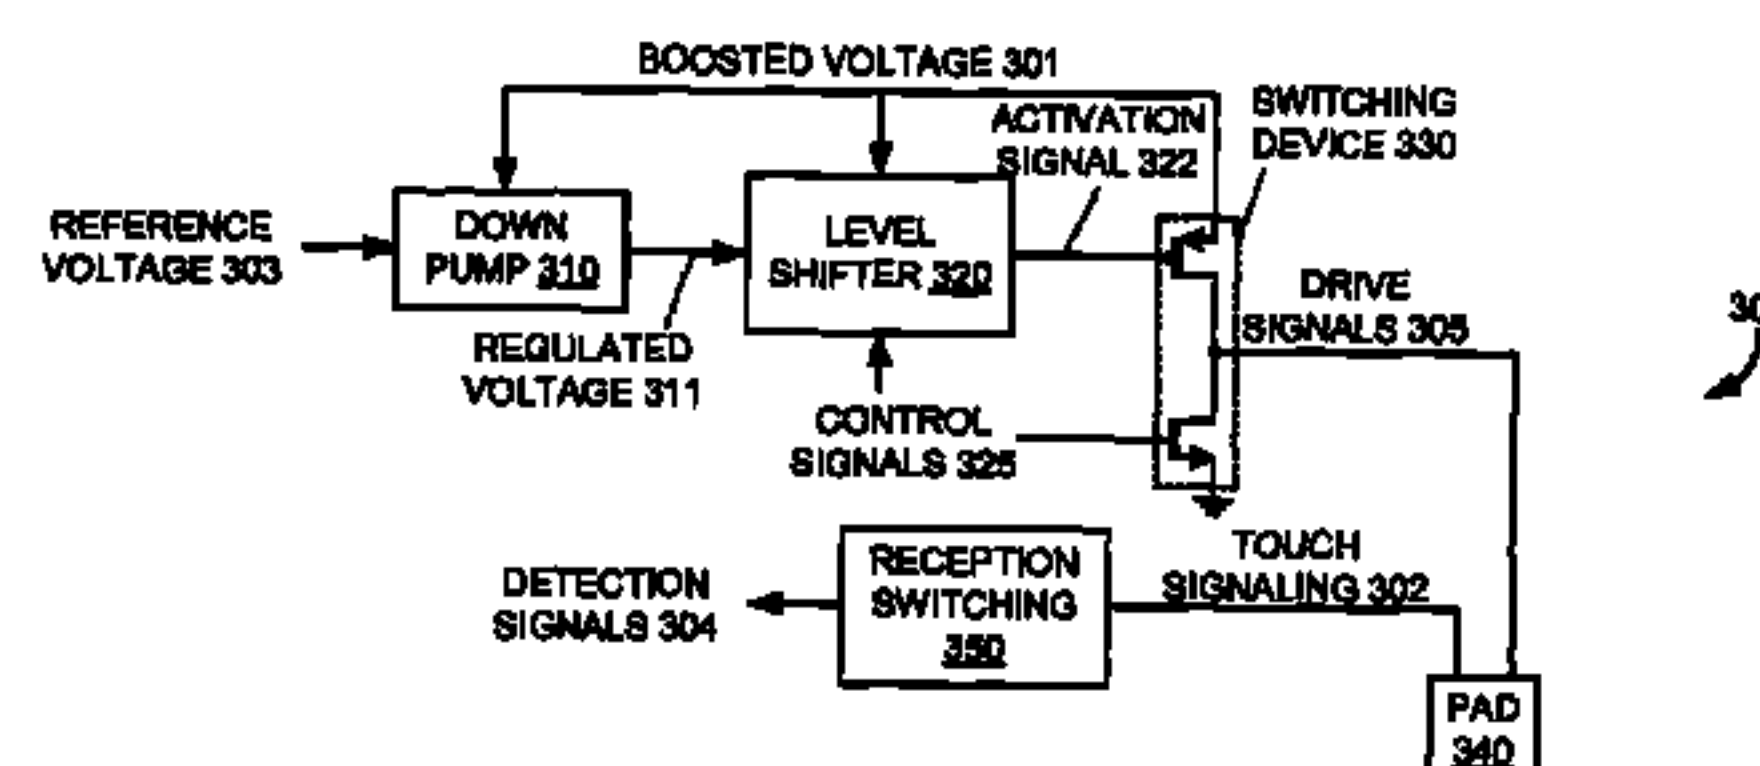 BOOSTED VOLTAGE 301
ACTIVATION
SIGNAL 322
SWITCHING
DEVICE 330
REFERENCE
VOLTAGE 303
DOWN
PUMP 310
LEVEL
SHIFTER 320
DRIVE
SIGNALS 305
REGULATED
VOLTAGE 311
CONTROL
SIGNALS 325
DETECTION
SIGNALS 304
RECEPTION
SWITCHING
350
TOUCH
SIGNALING 302
PAD
340